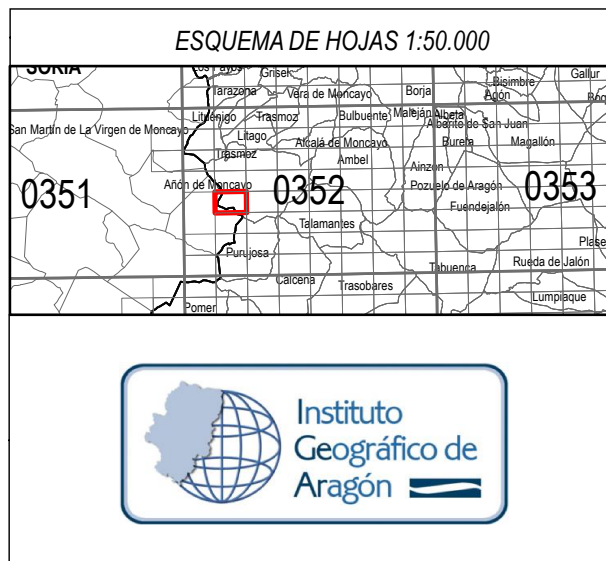 ESQUEMA DE HOJAS 1:50.000
SORIA
Los Fayos
Grisel
Gallur
Tarazona
Vera de Moncayo
Borja
Bisimbre
Agón
Lituénigo
Trasmoz
Bulbuente
Maleján
Albeta
San Martín de La Virgen de Moncayo
Litago
Alberite de San Juan
Trasmoz
Alcalá de Moncayo
Bureta
Magallón
Ambel
Ainzón
0351
Añón de Moncayo
0352
Pozuelo de Aragón
0353
Fuendejalón
Talamantes
Purujosa
Plase
Calcena
Trasobares
Tabuenca
Rueda de Jalón
Lumpiaque
Pomer
Instituto
Geográfico de
Aragón